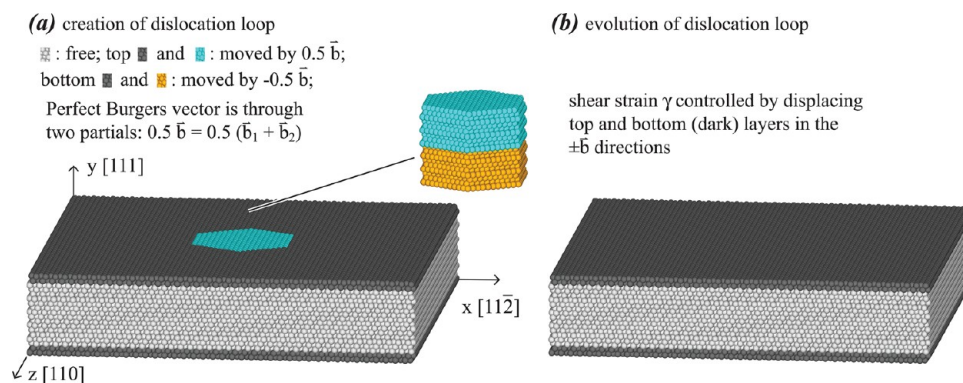 (a) creation of dislocation loop
: free; top and : moved by 0.5 b⃗;
bottom and : moved by -0.5 b⃗;
Perfect Burgers vector is through
two partials: 0.5 b⃗ = 0.5 (b⃗₁ + b⃗₂)
y [111]
x [112̄]
z [110]
(b) evolution of dislocation loop
shear strain γ controlled by displacing
top and bottom (dark) layers in the
±b⃗ directions